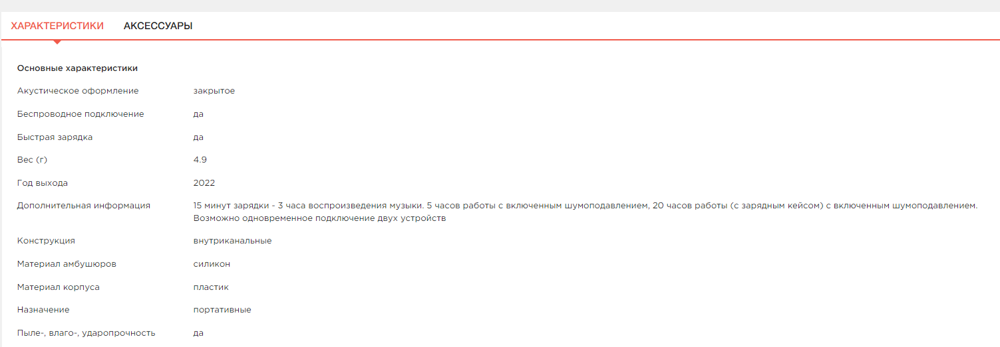 ХАРАКТЕРИСТИКИ АКСЕССУАРЫ
Основные характеристики
Акустическое оформление закрытое
Беспроводное подключение да
Быстрая зарядка да
Вес (г) 4.9
Год выхода 2022
Дополнительная информация 15 минут зарядки - 3 часа воспроизведения музыки. 5 часов работы с включенным шумоподавлением, 20 часов работы (с зарядным кейсом) с включенным шумоподавлением.
Возможно одновременное подключение двух устройств
Конструкция внутриканальные
Материал амбушюров силикон
Материал корпуса пластик
Назначение портативные
Пыле-, влаго-, ударопрочность да